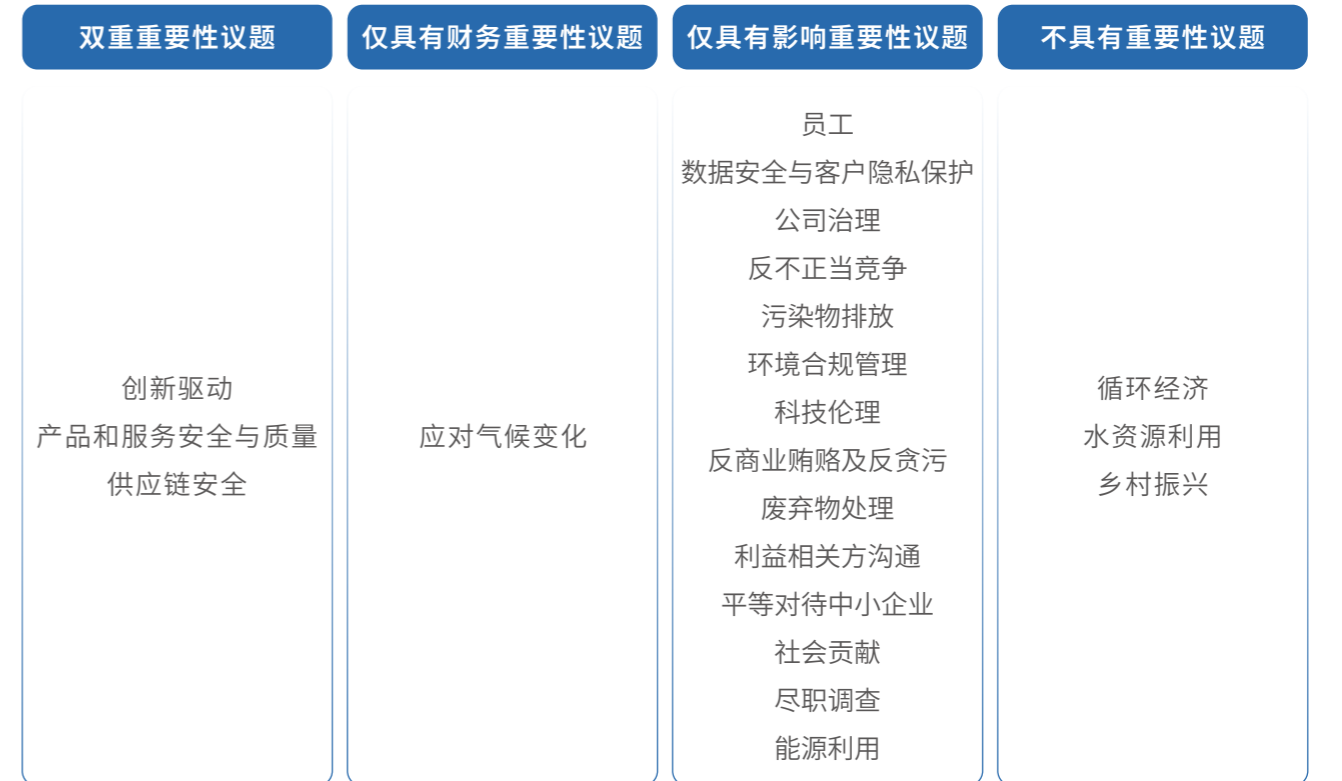 双重重要性议题
创新驱动
产品和服务安全与质量
供应链安全
仅具有财务重要性议题
应对气候变化
仅具有影响重要性议题
员工
数据安全与客户隐私保护
公司治理
反不正当竞争
污染物排放
环境合规管理
科技伦理
反商业贿赂及反贪污
废弃物处理
利益相关方沟通
平等对待中小企业
社会贡献
尽职调查
能源利用
不具有重要性议题
循环经济
水资源利用
乡村振兴